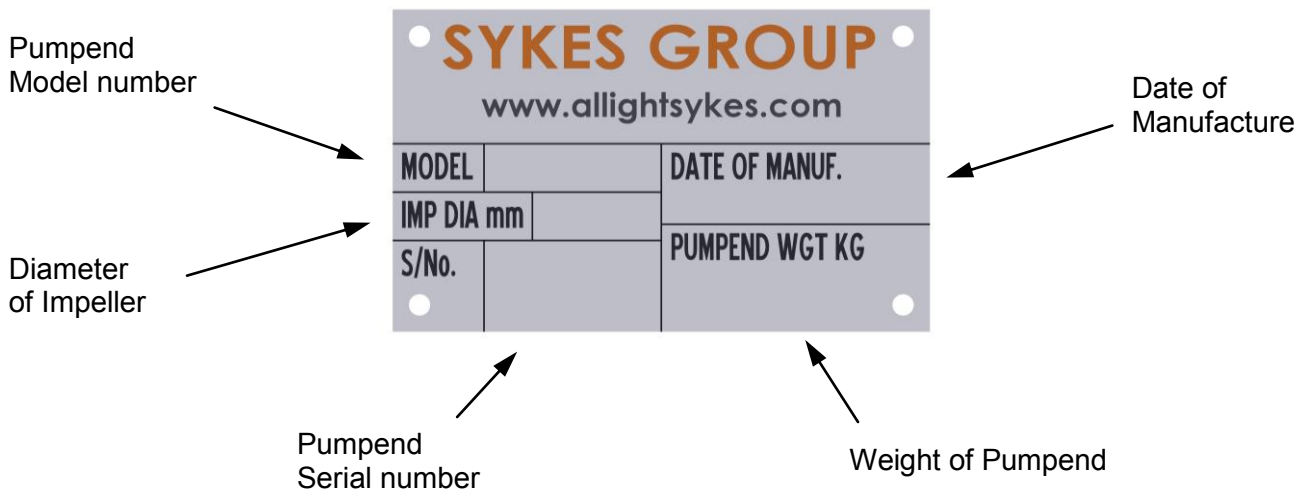 SYKES GROUP
www.allightsykes.com
Pumpend
Model number
Date of
Manufacture
MODEL
DATE OF MANUF.
IMP DIA mm
S/No.
PUMPEND WGT KG
Diameter
of Impeller
Pumpend
Serial number
Weight of Pumpend